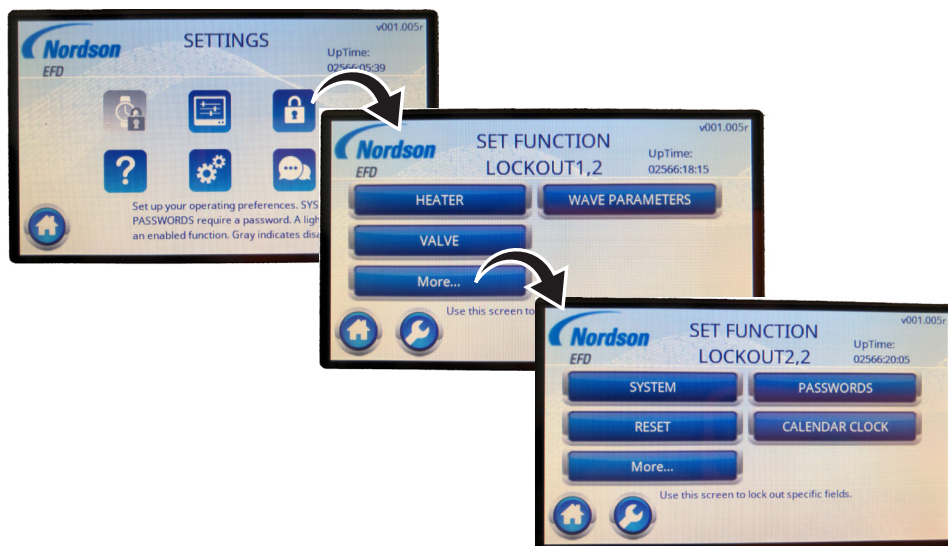 v001.005r
Nordson
EFD
SETTINGS
UpTime:
02566:05:39
?
Set up your operating preferences. SYS
PASSWORDS require a password. A ligh
an enabled function. Gray indicates disa
v001.005r
Nordson
EFD
SET FUNCTION
LOCKOUT1,2
UpTime:
02566:18:15
HEATER
WAVE PARAMETERS
VALVE
More...
Use this screen to
v001.005r
Nordson
EFD
SET FUNCTION
LOCKOUT2,2
UpTime:
02566:20:05
SYSTEM
PASSWORDS
RESET
CALENDAR CLOCK
More...
Use this screen to lock out specific fields.